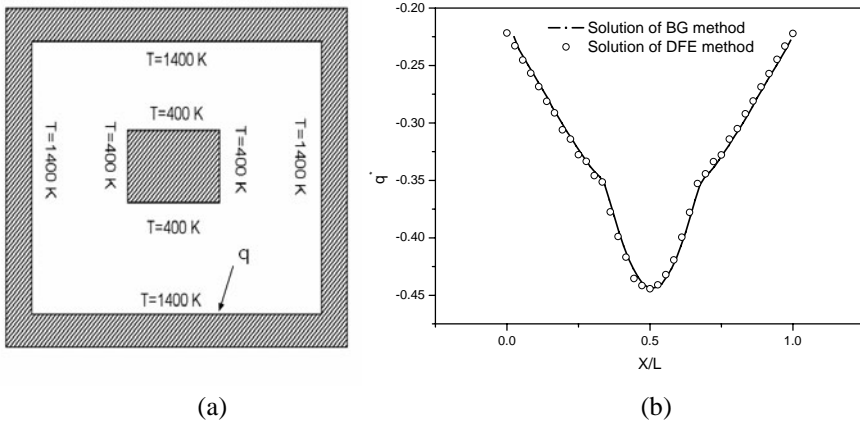 T=1400 K
T=400 K
T=1400 K
T=400 K
T=400 K
T=1400 K
T=400 K
q
T=1400 K
(a)
-0.20
-0.25
-0.30
-0.35
-0.40
-0.45
q*
Solution of BG method
Solution of DFE method
0.0
0.5
1.0
X/L
(b)